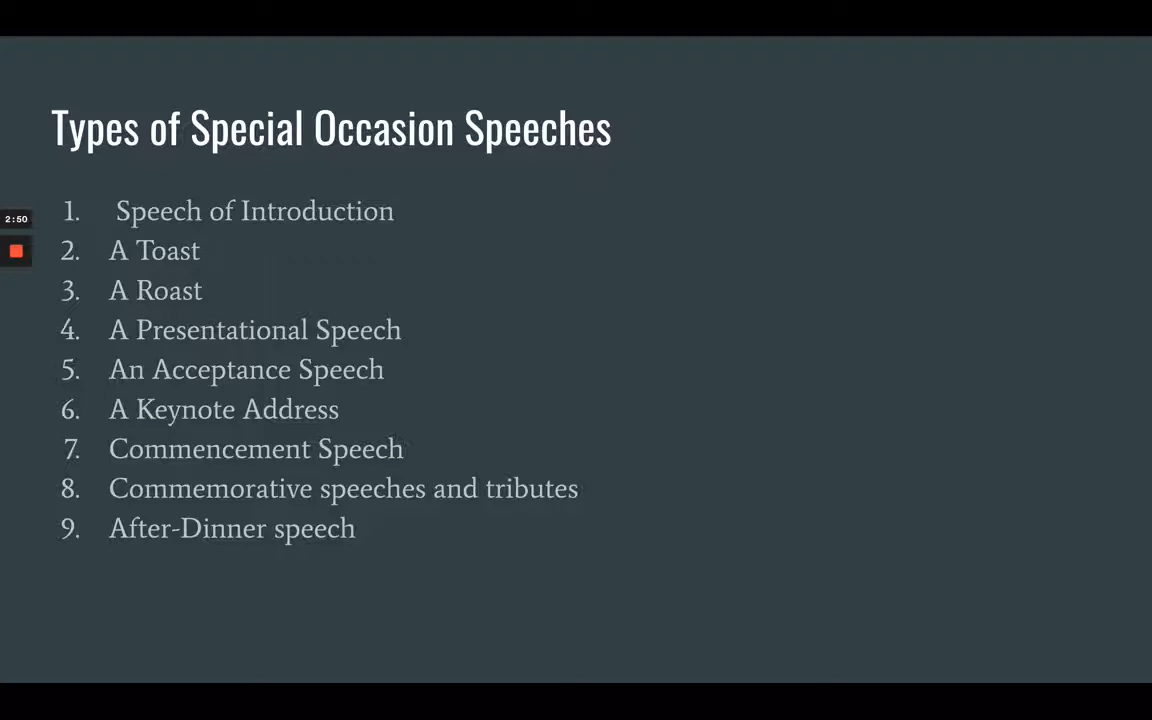 Types of Special Occasion Speeches
1. Speech of Introduction
2:50
2. A Toast
3. A Roast
4. A Presentational Speech
5. An Acceptance Speech
6. A Keynote Address
7. Commencement Speech
8. Commemorative speeches and tributes
9. After-Dinner speech